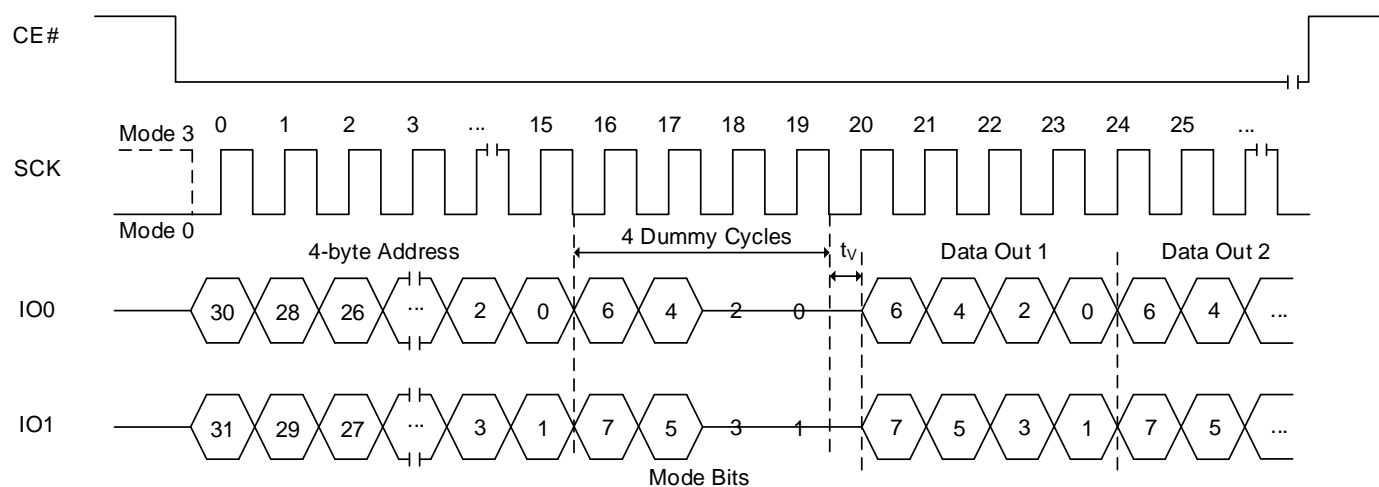 CE#
Mode 3
0 1 2 3 ... 15 16 17 18 19 20 21 22 23 24 25 ...
SCK
Mode 0
4-byte Address
4 Dummy Cycles
tV
Data Out 1
Data Out 2
IO0
30 28 26 ... 2 0 6 4 2 0 6 4 2 0 6 4 ...
IO1
31 29 27 ... 3 1 7 5 3 1 7 5 3 1 7 5 ...
Mode Bits